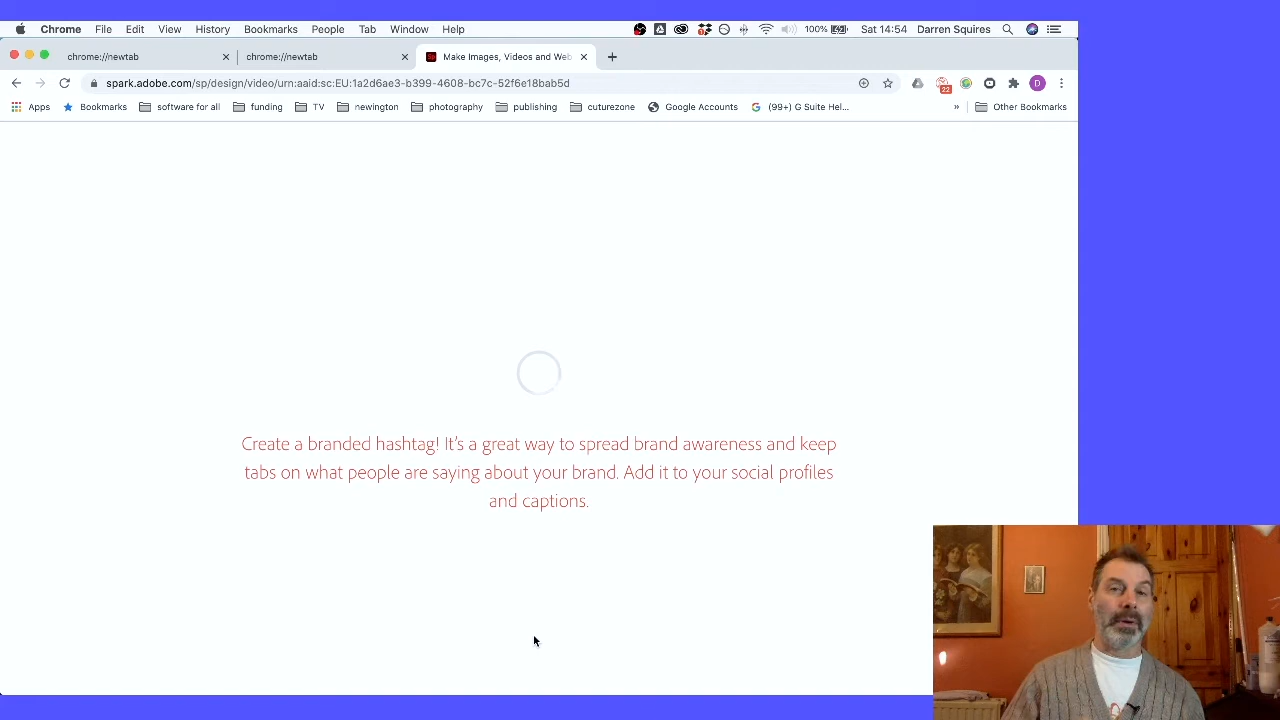 Chrome File Edit View History Bookmarks People Tab Window Help 100% Sat 14:54 Darren Squires
chrome://newtab chrome://newtab Make Images, Videos and Web
spark.adobe.com/sp/design/video/urn:aaid:sc:EU:1a2d6ae3-b399-4608-bc7c-52f6e18bab5d 22 D
Apps Bookmarks software for all funding TV newington photography publishing cuturezone Google Accounts (99+) G Suite Hel... » Other Bookmarks
Create a branded hashtag! It's a great way to spread brand awareness and keep
tabs on what people are saying about your brand. Add it to your social profiles
and captions.